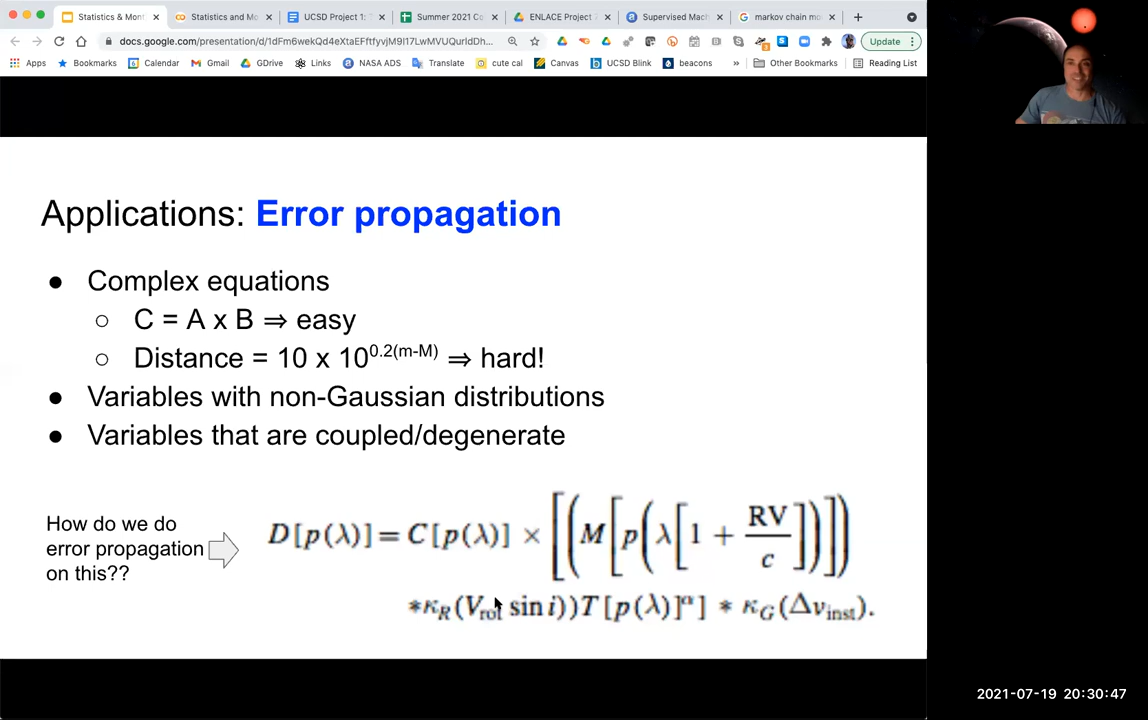 Statistics & Mont
Statistics and Mo
UCSD Project 1:
Summer 2021 Co
ENLACE Project
Supervised Mac
markov chain mo
docs.google.com/presentation/d/1dFm6wekQd4eXtaEFftfyvjM9I17LwMVUQurldDh...
Update
Apps
Bookmarks
Calendar
Gmail
GDrive
Links
NASA ADS
Translate
cute cal
Canvas
UCSD Blink
beacons
»
Other Bookmarks
Reading List
Applications: Error propagation
● Complex equations
○ C = A x B ⇒ easy
○ Distance = 10 x 10^0.2(m-M) ⇒ hard!
● Variables with non-Gaussian distributions
● Variables that are coupled/degenerate
How do we do
error propagation
on this??
D[p(λ)] = C[p(λ)] × [(M[p(λ[1 + RV/c])])
*κ_R(V_rot sin i))T[p(λ)^α] * κ_G(Δv_inst).
2021-07-19 20:30:47